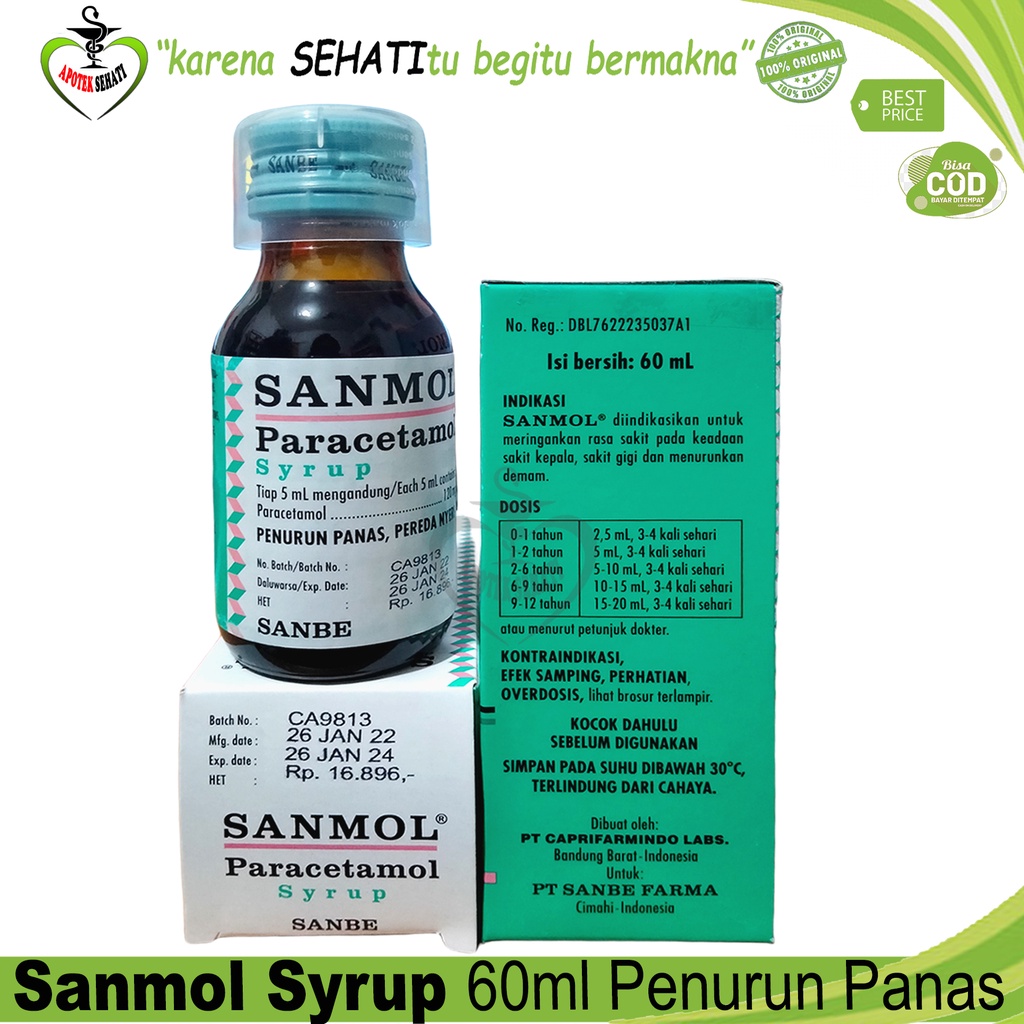 APOTEK SEHATI
“karena SEHATItu begitu bermakna”
100% ORIGINAL
ORIGINAL
100% ORIGINAL
BEST
PRICE
Bisa
COD
BAYAR DITEMPAT
SANBE
SANMOL
Paracetamol
Syrup
Tiap 5 mL mengandung/Each 5 mL
Paracetamol
PENURUN PANAS, PEREDA
No. Batch/Batch No. : CA9813
26 JAN 22
Daluwarsa/Exp. Date: 26 JAN
HET : Rp. 16.896
SANBE
Batch No. : CA9813
Mfg. date : 26 JAN 22
Exp. date : 26 JAN 24
HET : Rp. 16.896,-
SANMOL®
Paracetamol
Syrup
SANBE
No. Reg.: DBL7622235037A1
Isi bersih: 60 mL
INDIKASI
SANMOL® diindikasikan untuk
meringankan rasa sakit pada keadaan
sakit kepala, sakit gigi dan menurunkan
demam.
DOSIS
0-1 tahun 2,5 mL, 3-4 kali sehari
1-2 tahun 5 mL, 3-4 kali sehari
2-6 tahun 5-10 mL, 3-4 kali sehari
6-9 tahun 10-15 mL, 3-4 kali sehari
9-12 tahun 15-20 mL, 3-4 kali sehari
atau menurut petunjuk dokter.
KONTRAINDIKASI,
EFEK SAMPING, PERHATIAN,
OVERDOSIS, lihat brosur terlampir.
KOCOK DAHULU
SEBELUM DIGUNAKAN
SIMPAN PADA SUHU DIBAWAH 30°C,
TERLINDUNG DARI CAHAYA.
Dibuat oleh:
PT CAPRIFARMINDO LABS.
Bandung Barat-Indonesia
Untuk:
PT SANBE FARMA
Cimahi-Indonesia
Sanmol Syrup 60ml Penurun Panas